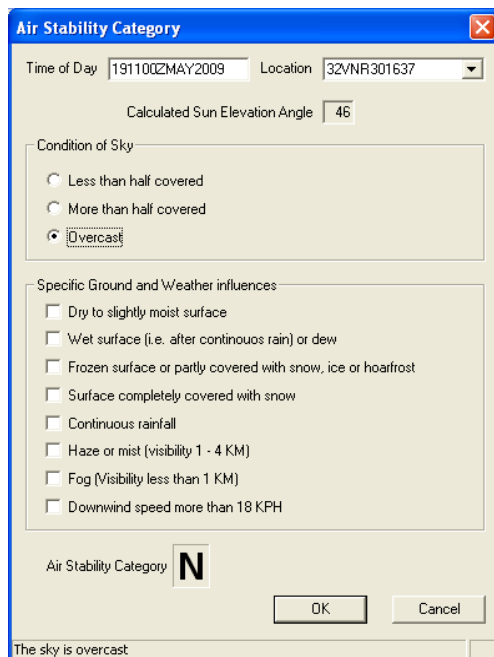 Air Stability Category
Time of Day 191100ZMAY2009 Location 32VNR301637
Calculated Sun Elevation Angle 46
Condition of Sky
Less than half covered
More than half covered
Overcast
Specific Ground and Weather influences
Dry to slightly moist surface
Wet surface (i.e. after continouos rain) or dew
Frozen surface or partly covered with snow, ice or hoarfrost
Surface completely covered with snow
Continuous rainfall
Haze or mist (visibility 1 - 4 KM)
Fog (Visibility less than 1 KM)
Downwind speed more than 18 KPH
Air Stability Category N
OK Cancel
The sky is overcast